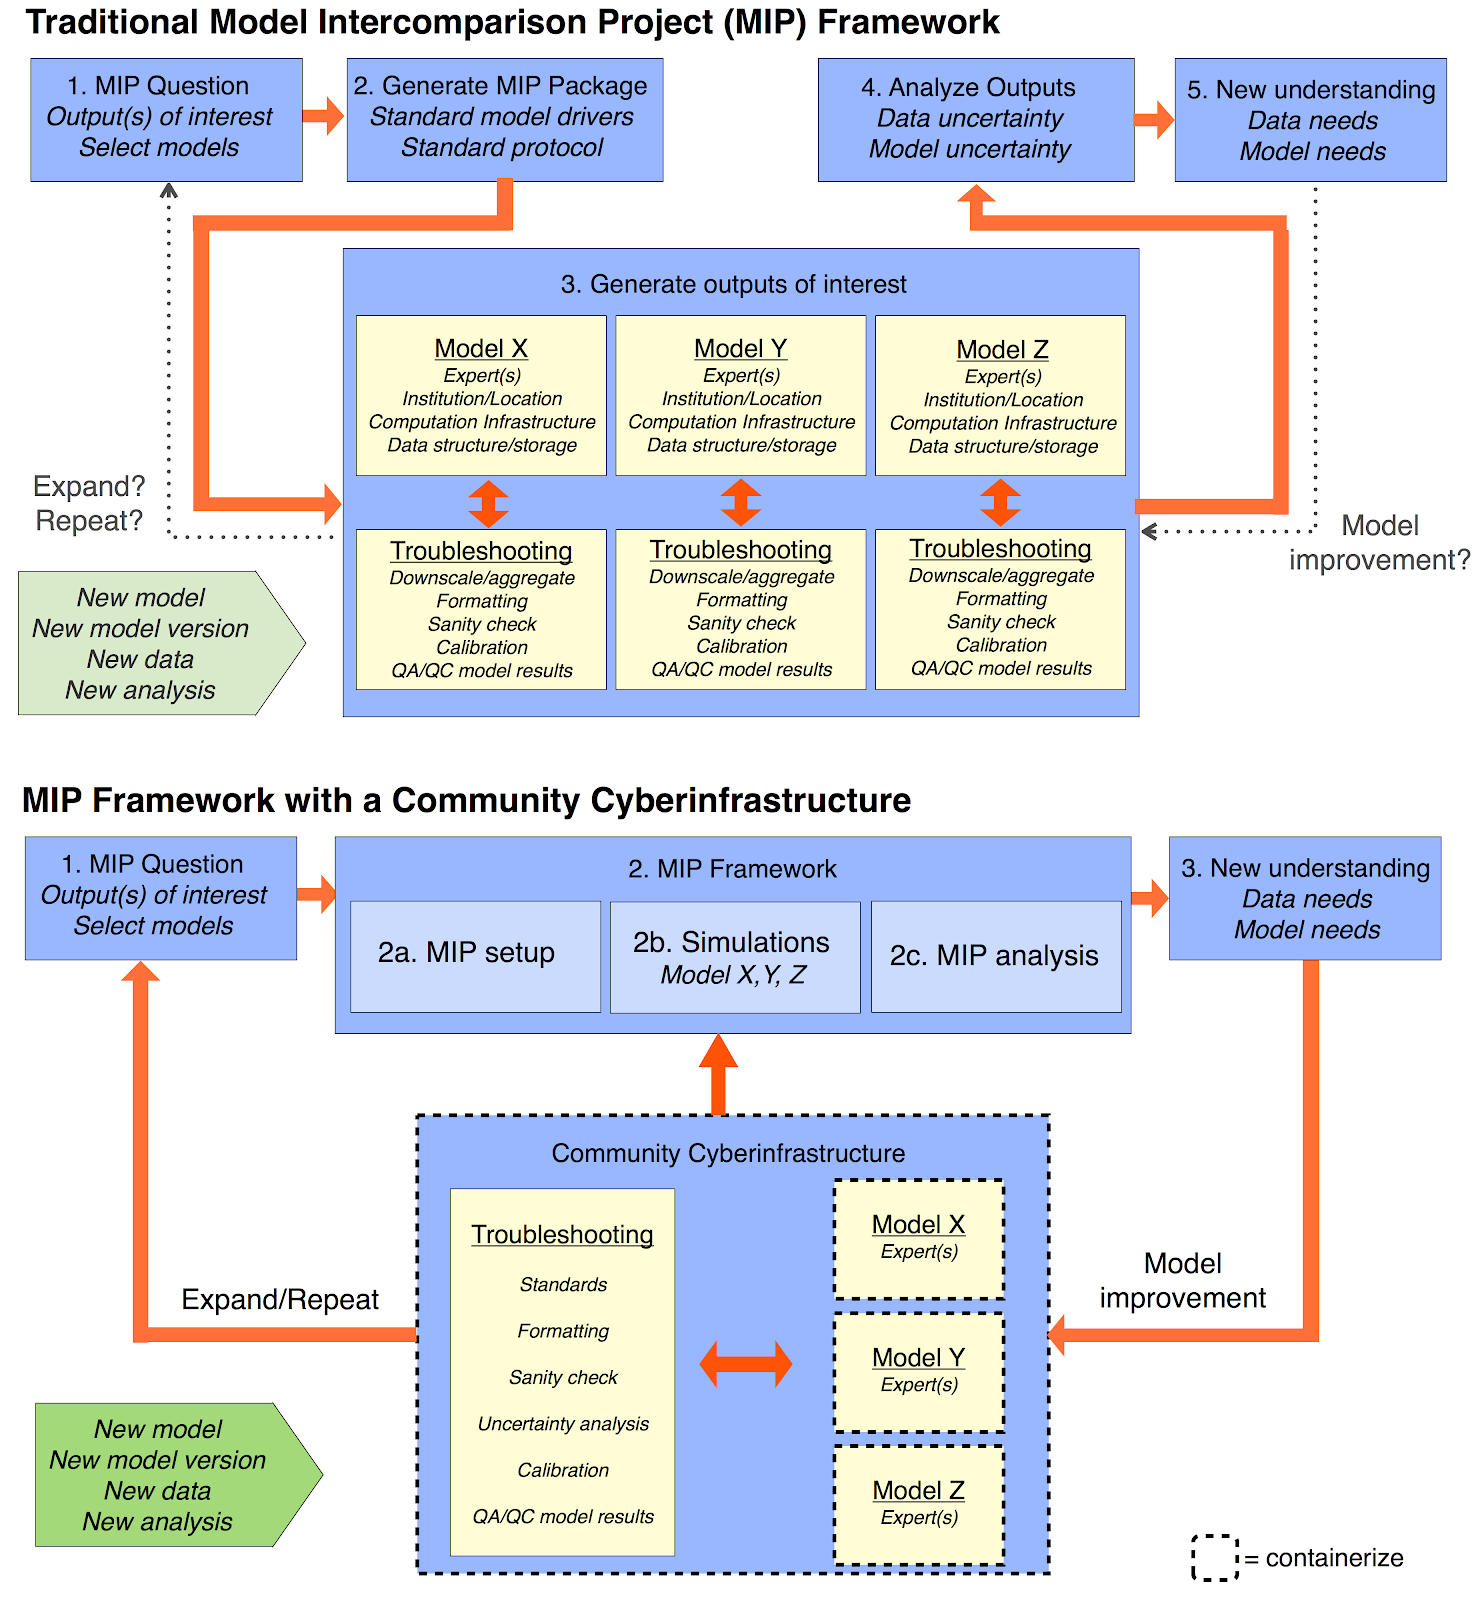 Traditional Model Intercomparison Project (MIP) Framework
1. MIP Question
Output(s) of interest
Select models
2. Generate MIP Package
Standard model drivers
Standard protocol
4. Analyze Outputs
Data uncertainty
Model uncertainty
5. New understanding
Data needs
Model needs
3. Generate outputs of interest
Model X
Expert(s)
Institution/Location
Computation Infrastructure
Data structure/storage
Model Y
Expert(s)
Institution/Location
Computation Infrastructure
Data structure/storage
Model Z
Expert(s)
Institution/Location
Computation Infrastructure
Data structure/storage
Expand?
Repeat?
Model
improvement?
Troubleshooting
Downscale/aggregate
Formatting
Sanity check
Calibration
QA/QC model results
Troubleshooting
Downscale/aggregate
Formatting
Sanity check
Calibration
QA/QC model results
Troubleshooting
Downscale/aggregate
Formatting
Sanity check
Calibration
QA/QC model results
New model
New model version
New data
New analysis
MIP Framework with a Community Cyberinfrastructure
1. MIP Question
Output(s) of interest
Select models
2. MIP Framework
2a. MIP setup
2b. Simulations
Model X, Y, Z
2c. MIP analysis
3. New understanding
Data needs
Model needs
Community Cyberinfrastructure
Troubleshooting
Standards
Formatting
Sanity check
Uncertainty analysis
Calibration
QA/QC model results
Model X
Expert(s)
Model Y
Expert(s)
Model Z
Expert(s)
Expand/Repeat
Model
improvement
New model
New model version
New data
New analysis
= containerize